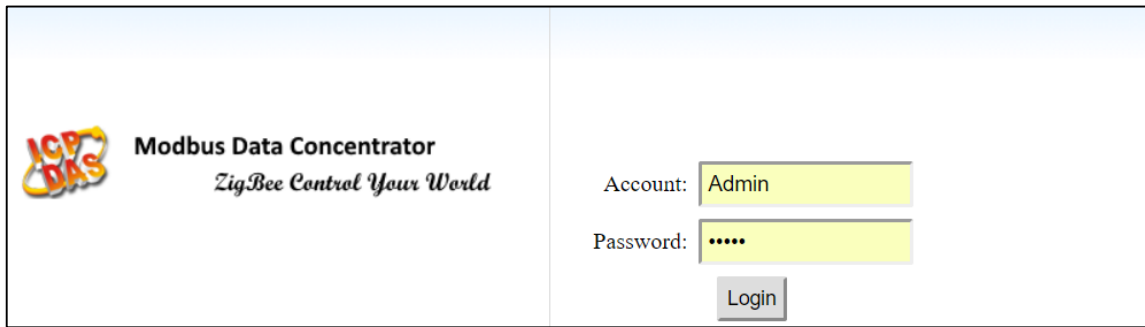 ICP
DAS
Modbus Data Concentrator
ZigBee Control Your World
Account: Admin
Password: •••••
Login